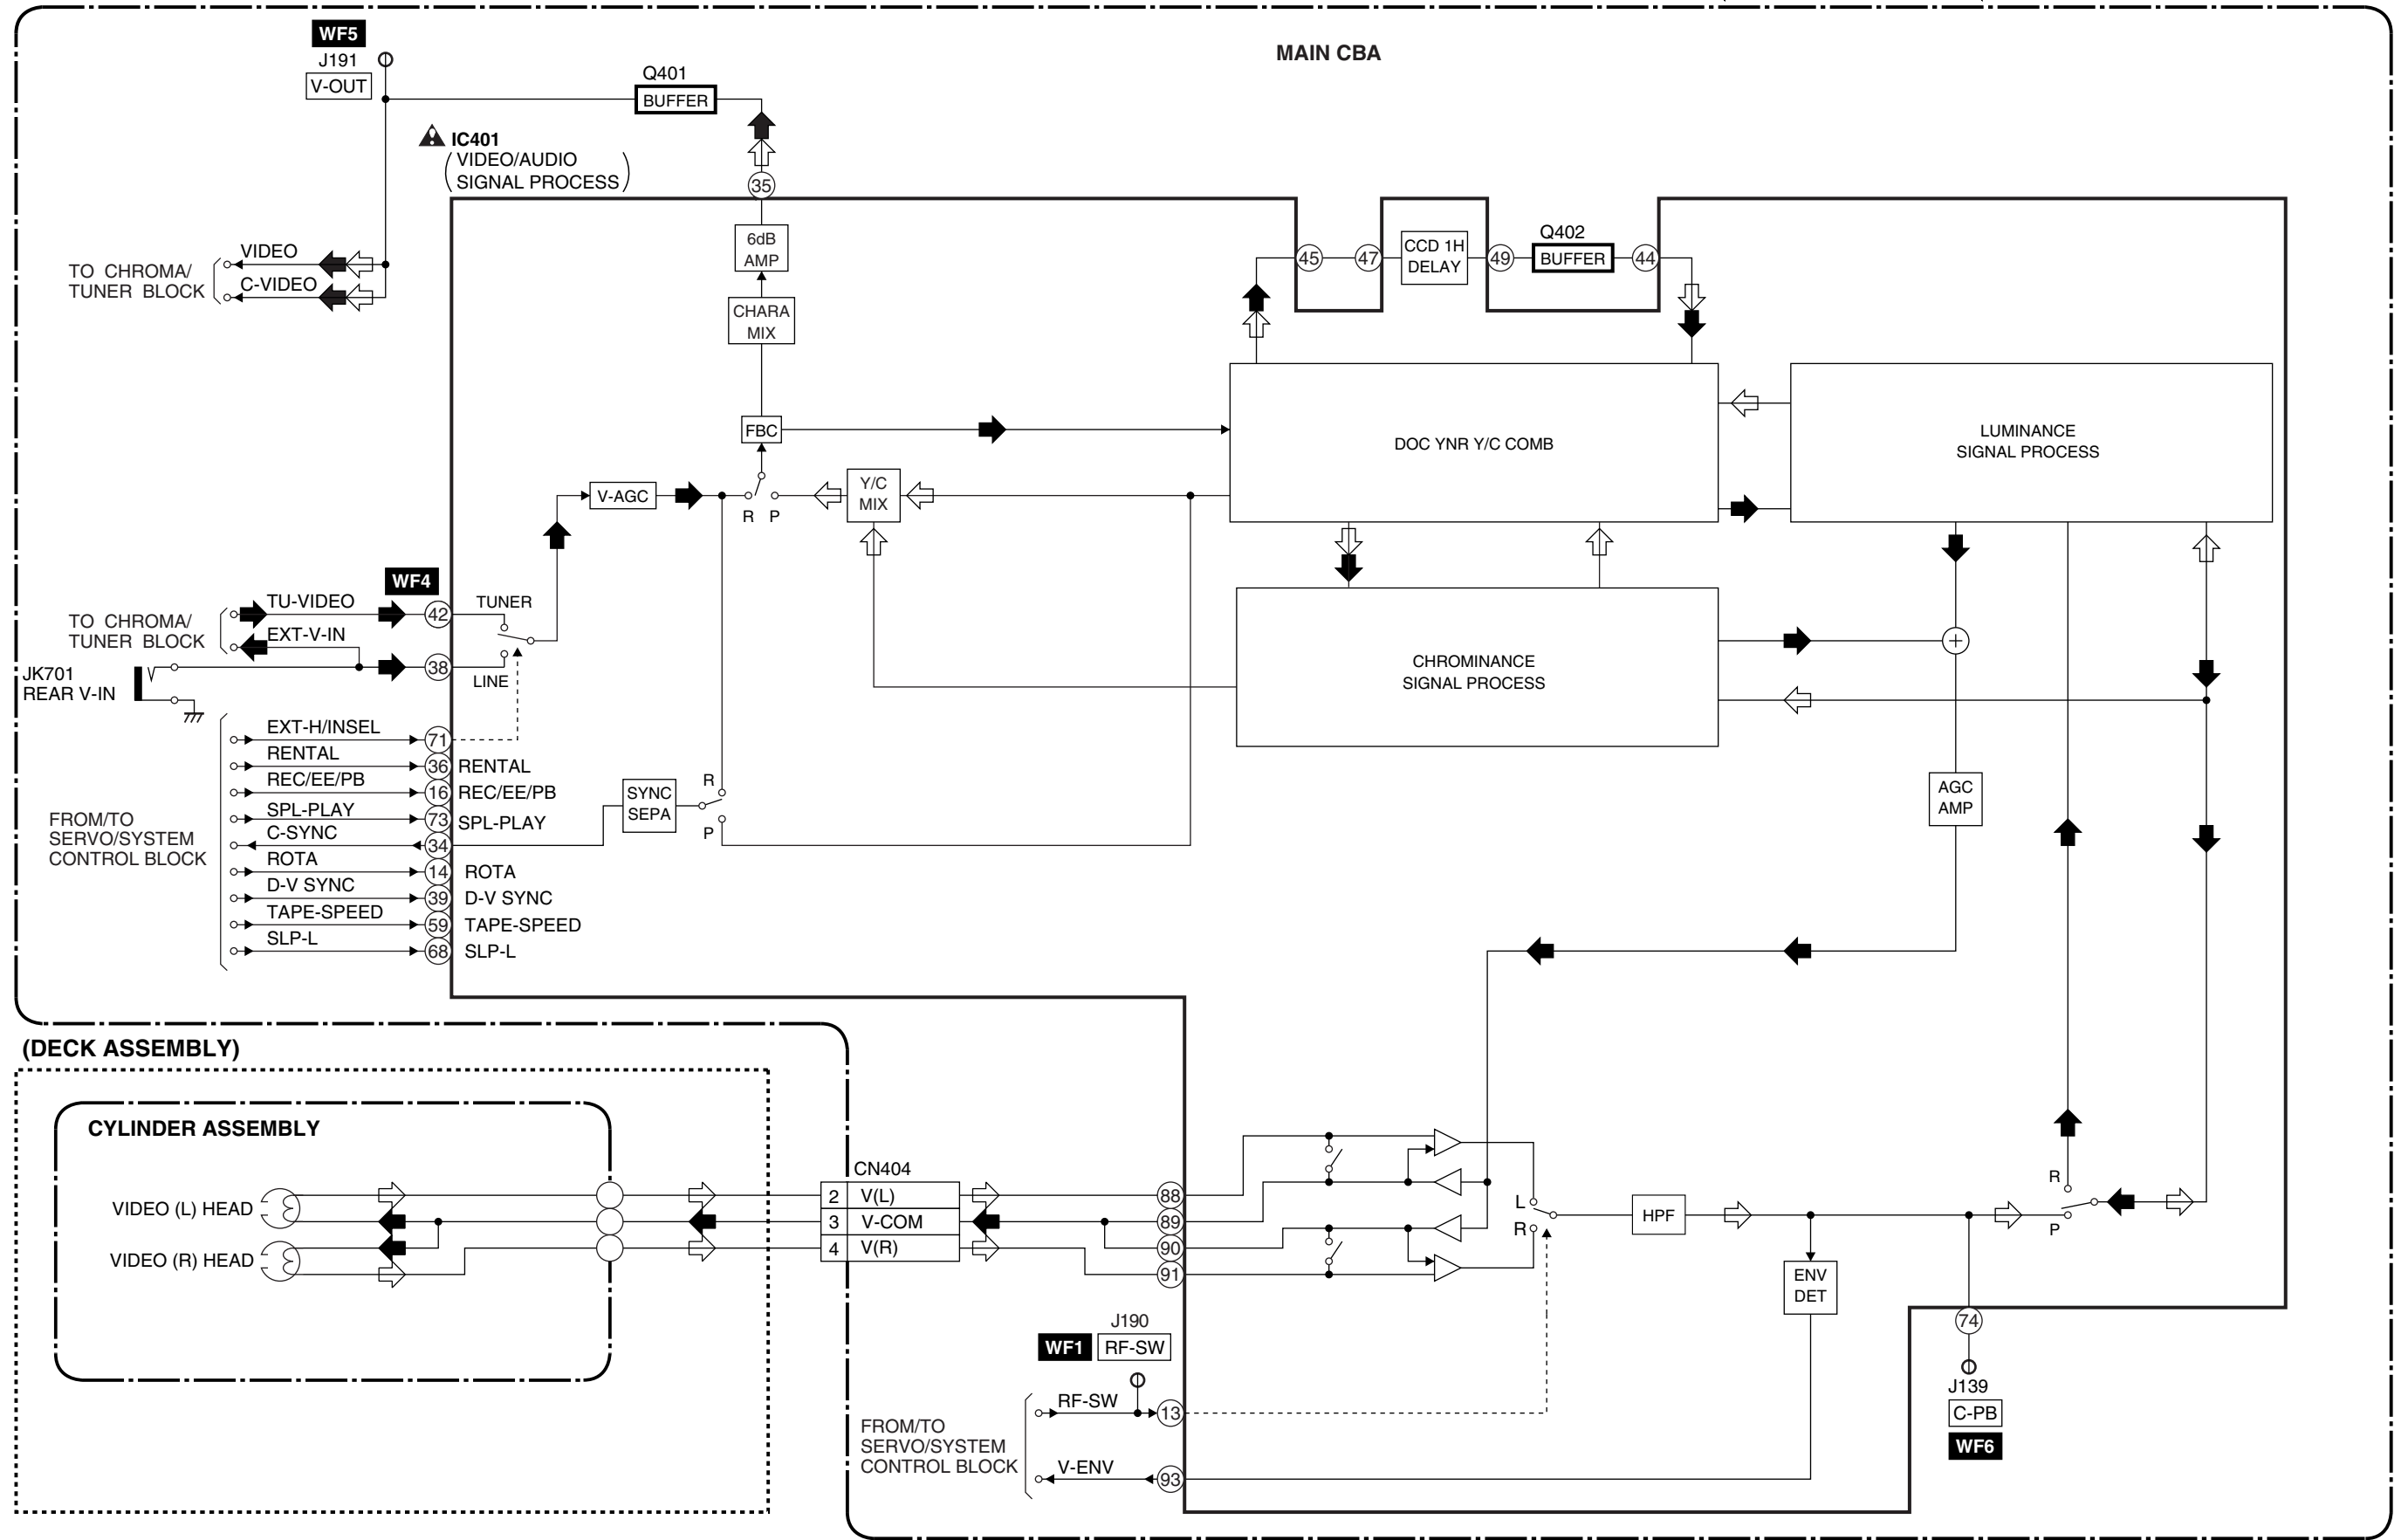 MAIN CBA
WF5
J191
V-OUT
Q401
BUFFER
IC401
VIDEO/AUDIO
SIGNAL PROCESS
35
6dB
AMP
CHARA
MIX
FBC
TO CHROMA/
TUNER BLOCK
VIDEO
C-VIDEO
45
47
CCD 1H
DELAY
49
Q402
BUFFER
44
DOC YNR Y/C COMB
LUMINANCE
SIGNAL PROCESS
V-AGC
R P
Y/C
MIX
CHROMINANCE
SIGNAL PROCESS
+
AGC
AMP
WF4
TO CHROMA/
TUNER BLOCK
TU-VIDEO
42
TUNER
EXT-V-IN
38
LINE
JK701
REAR V-IN
FROM/TO
SERVO/SYSTEM
CONTROL BLOCK
EXT-H/INSEL
71
RENTAL
36
RENTAL
REC/EE/PB
16
REC/EE/PB
SPL-PLAY
73
SPL-PLAY
C-SYNC
34
ROTA
14
ROTA
D-V SYNC
39
D-V SYNC
TAPE-SPEED
59
TAPE-SPEED
SLP-L
68
SLP-L
SYNC
SEPA
R
P
(DECK ASSEMBLY)
CYLINDER ASSEMBLY
VIDEO (L) HEAD
VIDEO (R) HEAD
CN404
2 V(L)
3 V-COM
4 V(R)
88
89
90
91
L
R
HPF
ENV
DET
R
P
74
J139
C-PB
WF6
J190
WF1
RF-SW
FROM/TO
SERVO/SYSTEM
CONTROL BLOCK
RF-SW
13
V-ENV
93